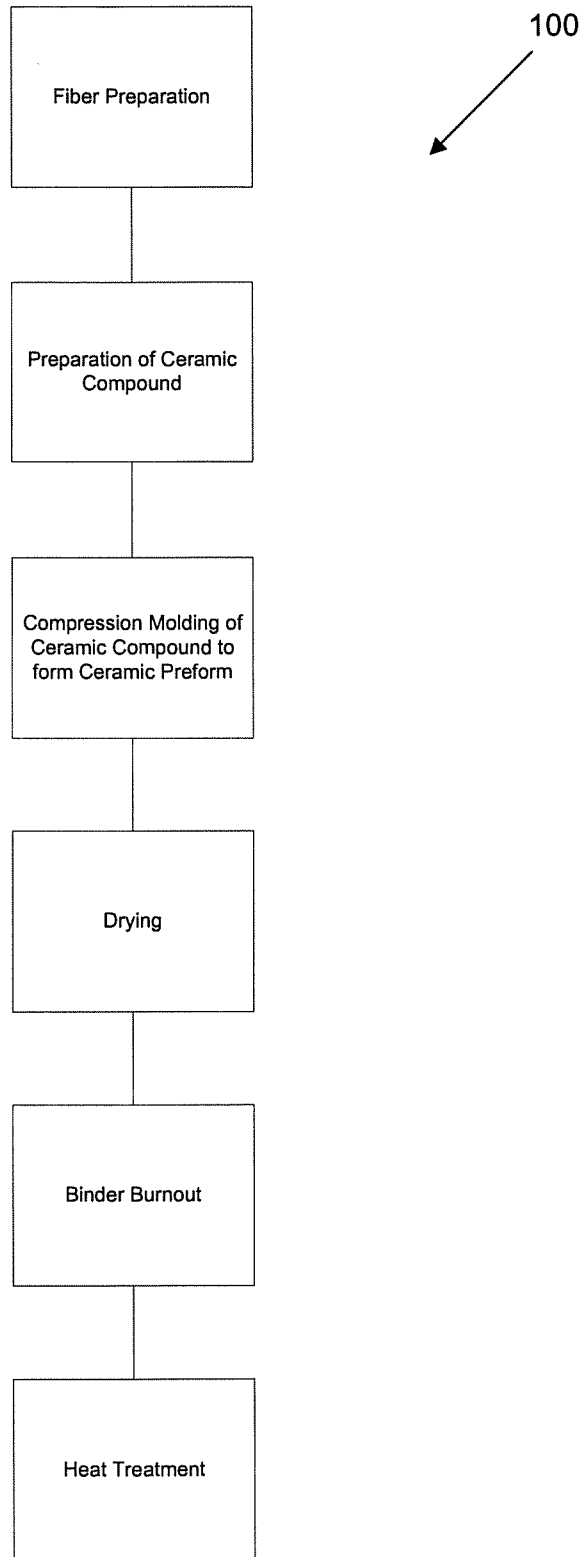 100
Fiber Preparation
Preparation of Ceramic
Compound
Compression Molding of
Ceramic Compound to
form Ceramic Preform
Drying
Binder Burnout
Heat Treatment